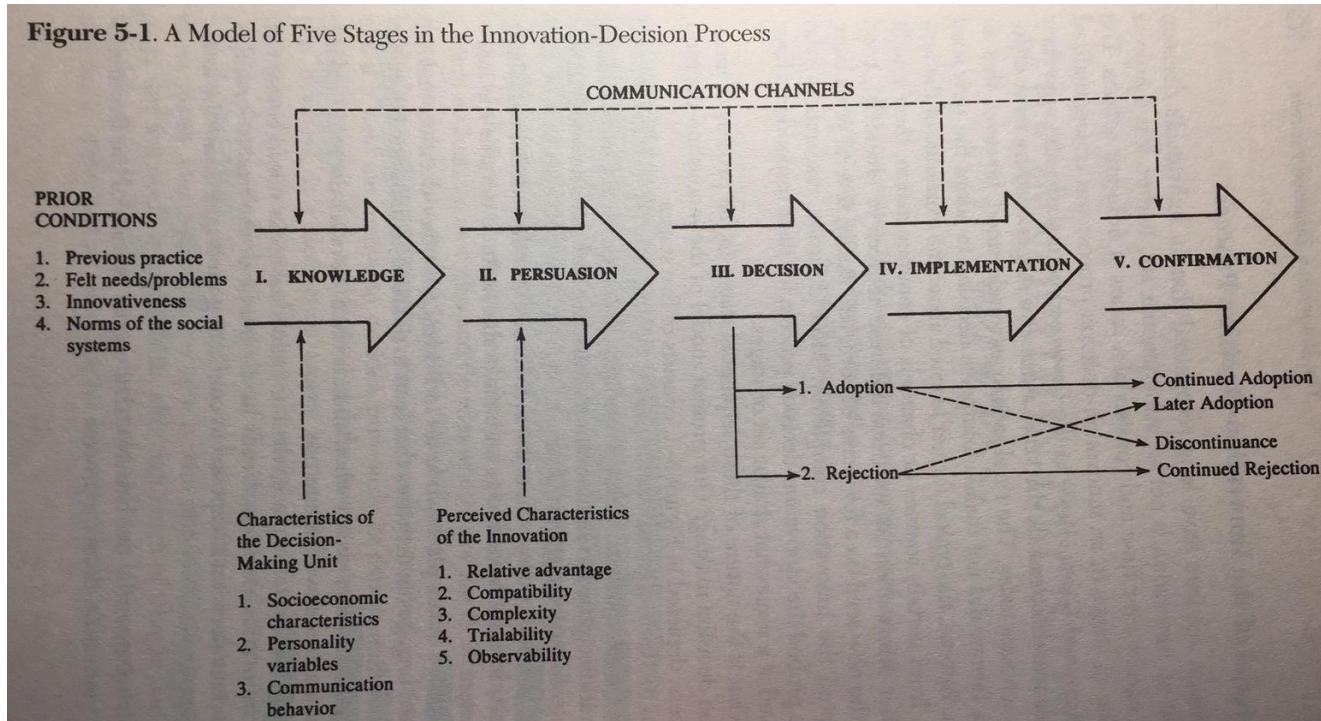 Figure 5-1. A Model of Five Stages in the Innovation-Decision Process
COMMUNICATION CHANNELS
PRIOR
CONDITIONS
1. Previous practice
2. Felt needs/problems
3. Innovativeness
4. Norms of the social
systems
I. KNOWLEDGE
II. PERSUASION
III. DECISION
IV. IMPLEMENTATION
V. CONFIRMATION
1. Adoption
2. Rejection
Continued Adoption
Later Adoption
Discontinuance
Continued Rejection
Characteristics of
the Decision-
Making Unit
1. Socioeconomic
characteristics
2. Personality
variables
3. Communication
behavior
Perceived Characteristics
of the Innovation
1. Relative advantage
2. Compatibility
3. Complexity
4. Trialability
5. Observability